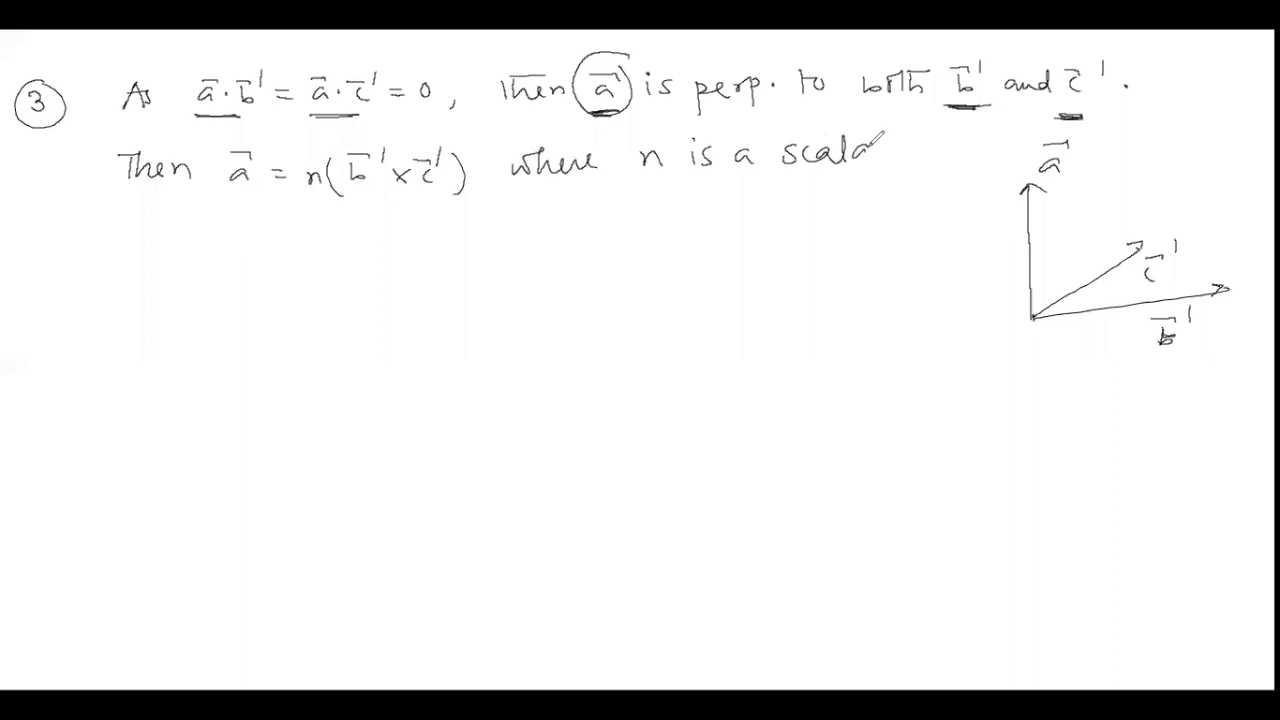 ③ As a⃗·b⃗' = a⃗·c⃗' = 0, then a⃗ is perp. to both b⃗' and c⃗'.
Then a⃗ = n(b⃗' × c⃗') where n is a scala
a⃗
c⃗'
b⃗'